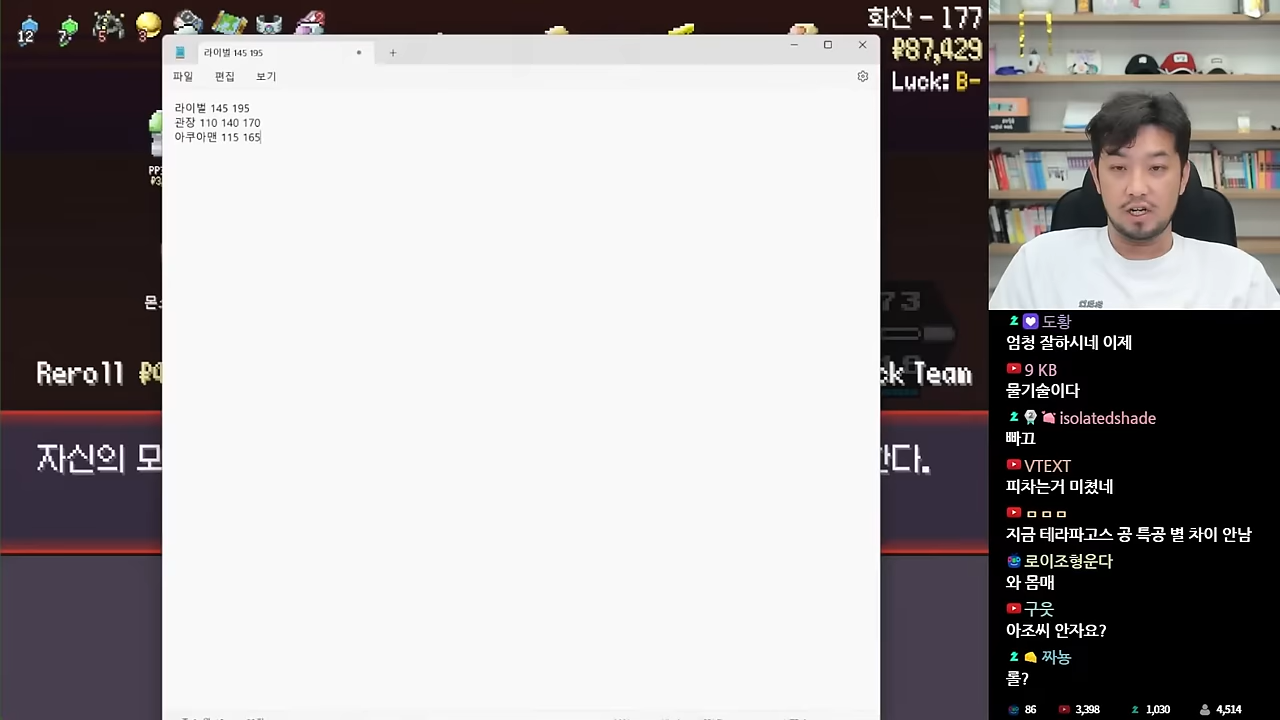 12
7
5
3
화산 - 177
₽87,429
Luck: B-
라이벌 145 195
파일 편집 보기
라이벌 145 195
관장 110 140 170
아쿠아맨 115 165
Reroll
Team
자신의
도황
엄청 잘하시네 이제
9 KB
물기술이다
isolatedshade
빠끄
VTEXT
피차는거 미쳤네
ㅁㅁㅁ
지금 테라파고스 공 특공 별 차이 안남
로이조형운다
와 몸매
구웃
아조씨 안자요?
짜뇽
롤?
86 3,398 1,030 4,514